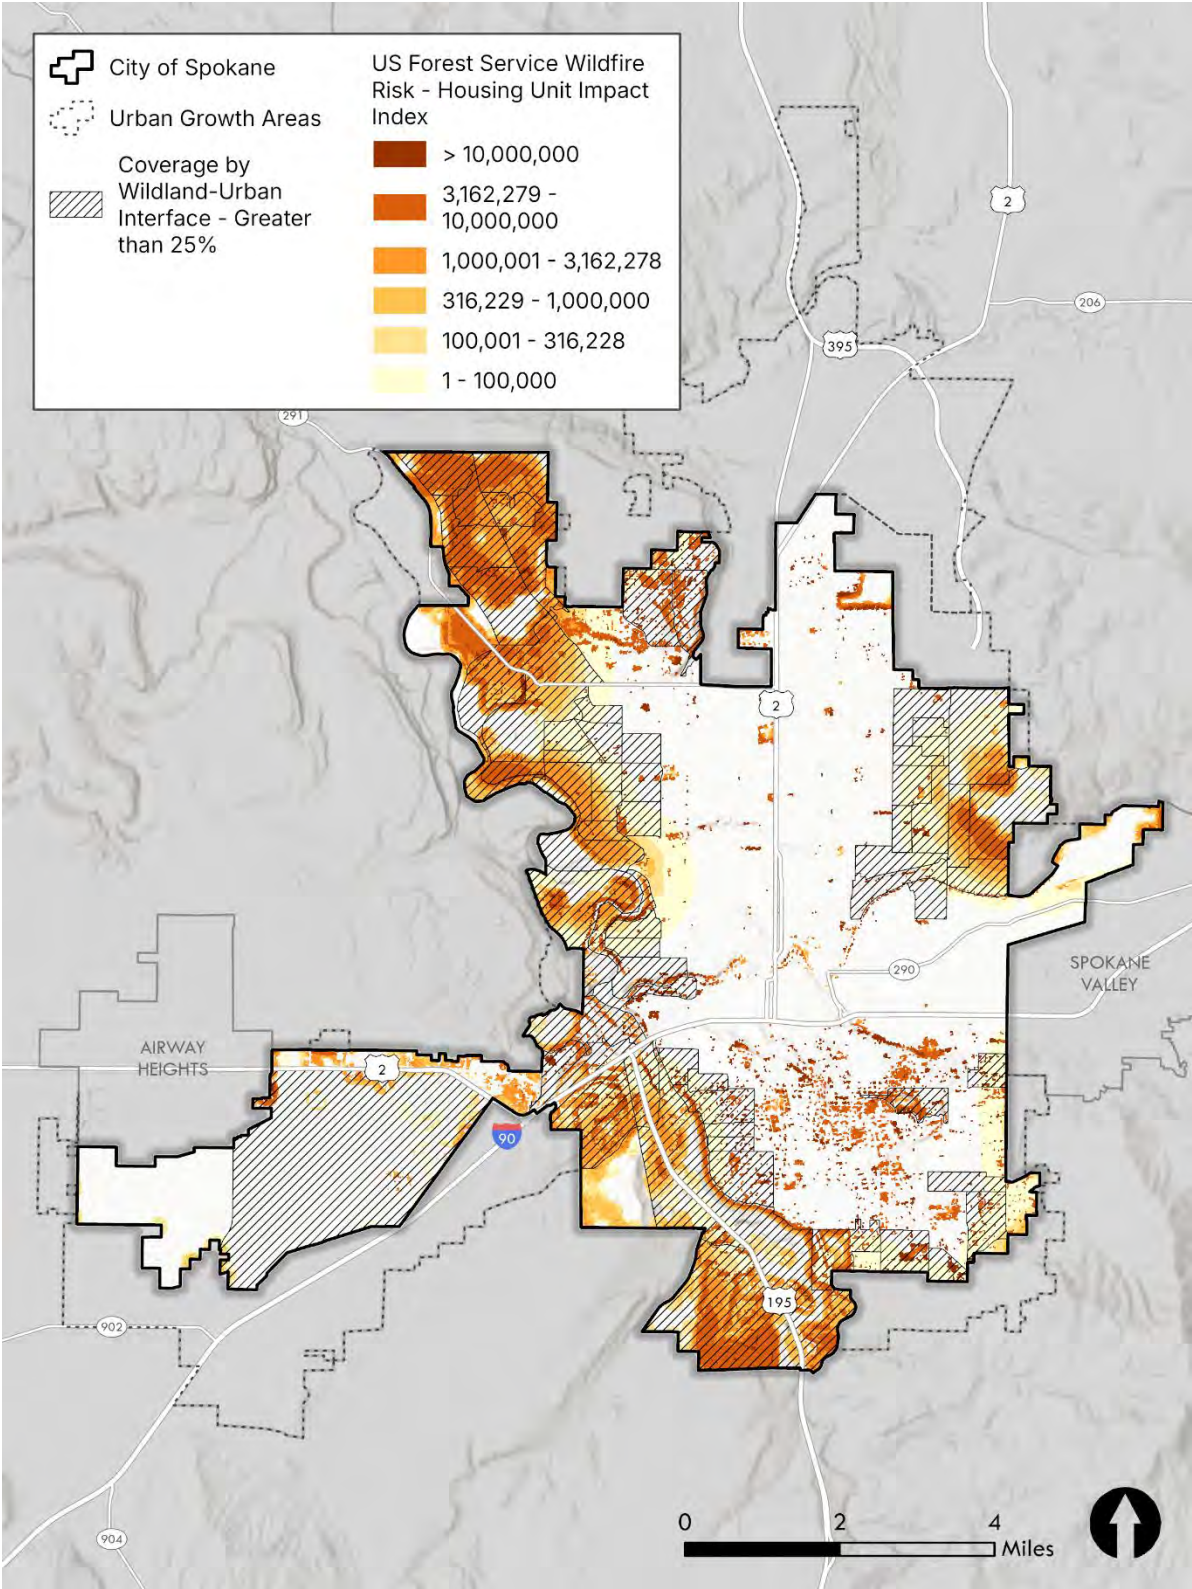 City of Spokane
Urban Growth Areas
Coverage by
Wildland-Urban
Interface - Greater
than 25%
US Forest Service Wildfire
Risk - Housing Unit Impact
Index
> 10,000,000
3,162,279 -
10,000,000
1,000,001 - 3,162,278
316,229 - 1,000,000
100,001 - 316,228
1 - 100,000
2
206
395
291
2
290
SPOKANE
VALLEY
AIRWAY
HEIGHTS
2
90
195
902
904
0 2 4
Miles